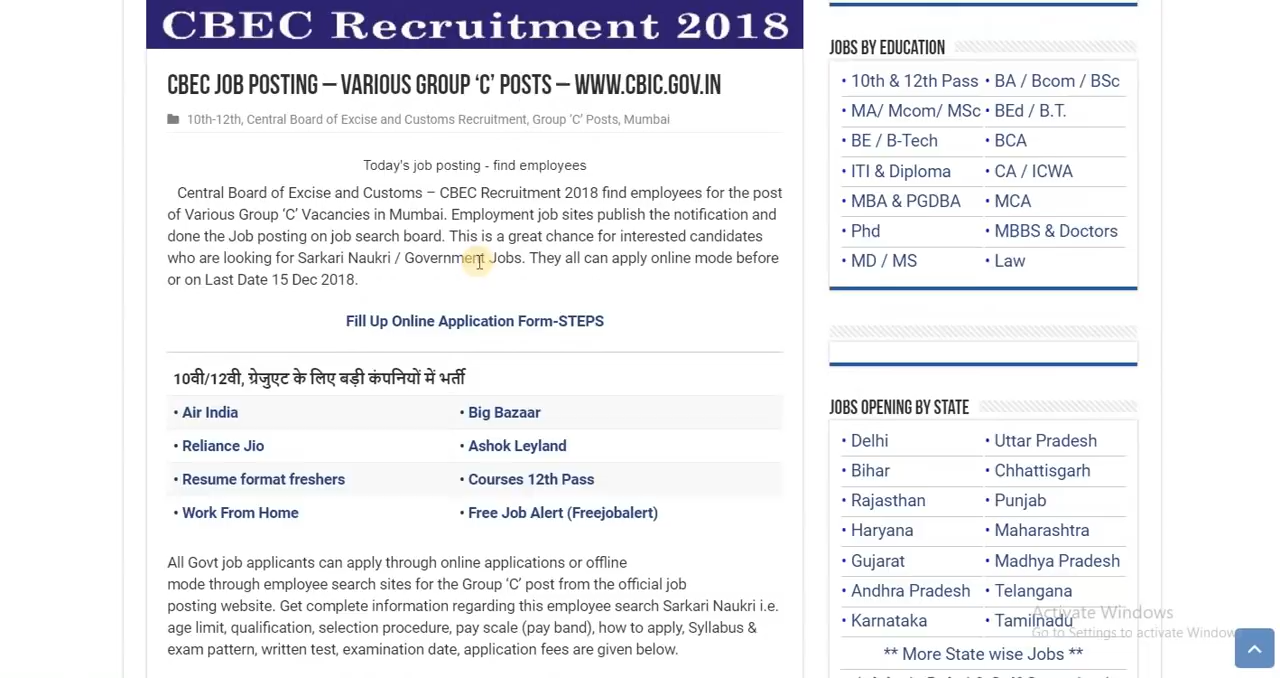 CBEC Recruitment 2018
CBEC JOB POSTING – VARIOUS GROUP ‘C’ POSTS – WWW.CBIC.GOV.IN
10th-12th, Central Board of Excise and Customs Recruitment, Group ‘C’ Posts, Mumbai
Today's job posting - find employees
Central Board of Excise and Customs – CBEC Recruitment 2018 find employees for the post
of Various Group ‘C’ Vacancies in Mumbai. Employment job sites publish the notification and
done the Job posting on job search board. This is a great chance for interested candidates
who are looking for Sarkari Naukri / Government Jobs. They all can apply online mode before
or on Last Date 15 Dec 2018.
Fill Up Online Application Form-STEPS
10वी/12वी, ग्रेजुएट के लिए बड़ी कंपनियों में भर्ती
• Air India • Big Bazaar
• Reliance Jio • Ashok Leyland
• Resume format freshers • Courses 12th Pass
• Work From Home • Free Job Alert (Freejobalert)
All Govt job applicants can apply through online applications or offline
mode through employee search sites for the Group ‘C’ post from the official job
posting website. Get complete information regarding this employee search Sarkari Naukri i.e.
age limit, qualification, selection procedure, pay scale (pay band), how to apply, Syllabus &
exam pattern, written test, examination date, application fees are given below.
JOBS BY EDUCATION
• 10th & 12th Pass • BA / Bcom / BSc
• MA/ Mcom/ MSc • BEd / B.T.
• BE / B-Tech • BCA
• ITI & Diploma • CA / ICWA
• MBA & PGDBA • MCA
• Phd • MBBS & Doctors
• MD / MS • Law
JOBS OPENING BY STATE
• Delhi • Uttar Pradesh
• Bihar • Chhattisgarh
• Rajasthan • Punjab
• Haryana • Maharashtra
• Gujarat • Madhya Pradesh
• Andhra Pradesh • Telangana
• Karnataka • Tamilnadu
** More State wise Jobs **
Activate Windows
Go to Settings to activate Windows